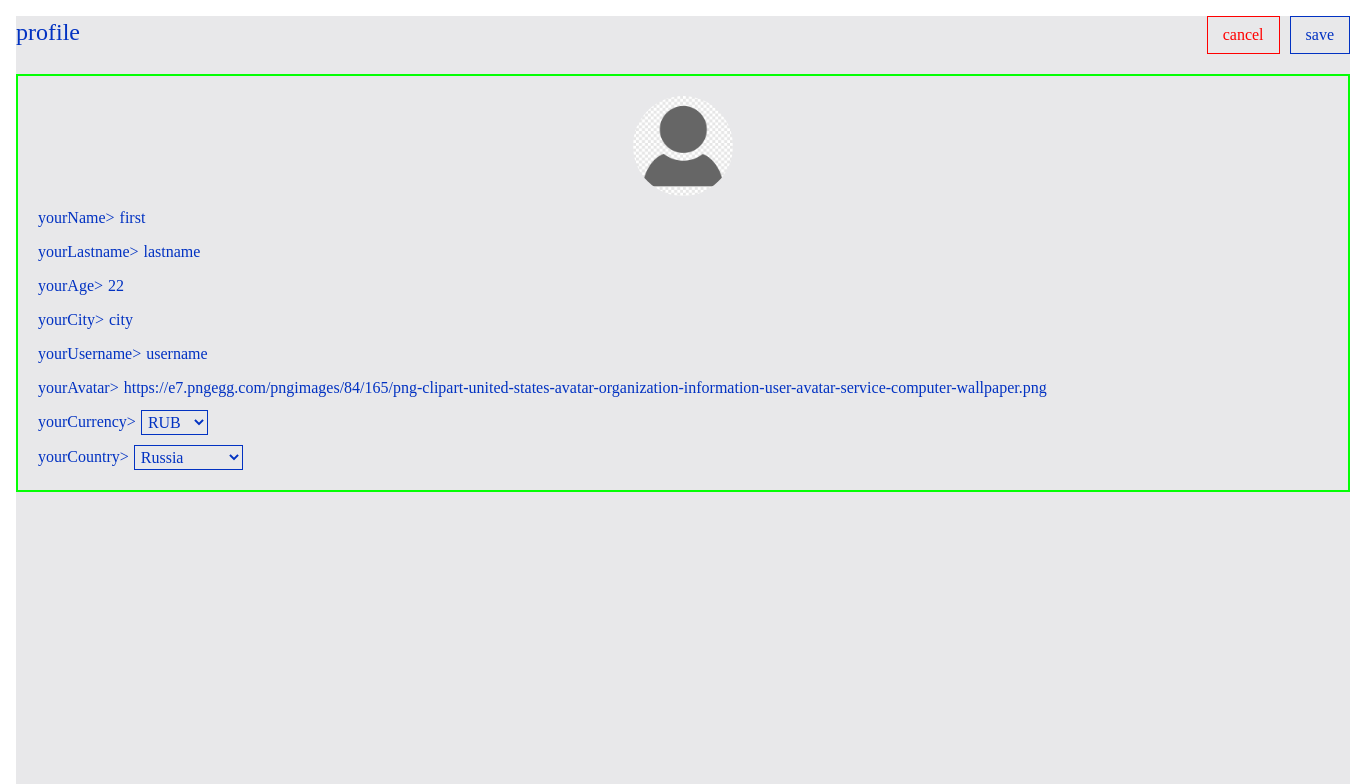 profile
cancel
save
yourName> first
yourLastname> lastname
yourAge> 22
yourCity> city
yourUsername> username
yourAvatar> https://e7.pngegg.com/pngimages/84/165/png-clipart-united-states-avatar-organization-information-user-avatar-service-computer-wallpaper.png
yourCurrency> RUB
yourCountry> Russia